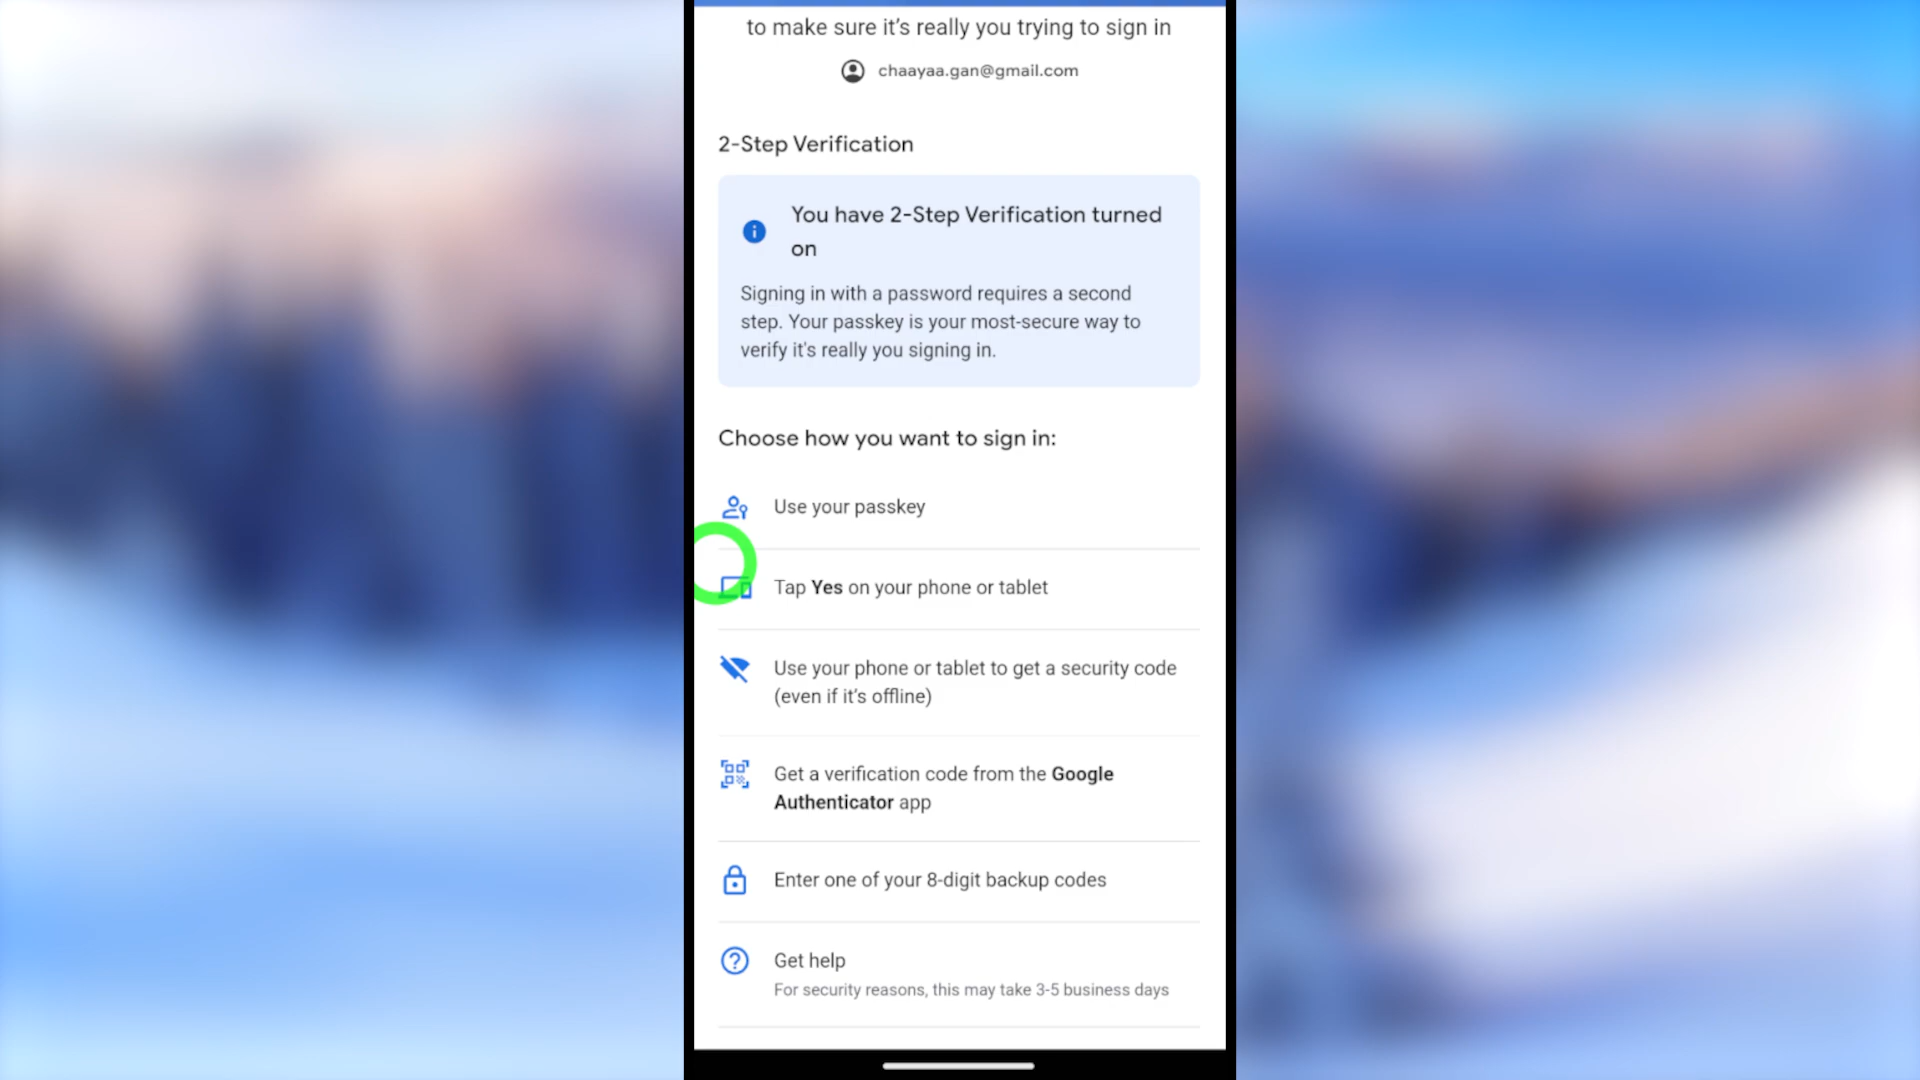 to make sure it's really you trying to sign in
chaayaa.gan@gmail.com
2-Step Verification
You have 2-Step Verification turned
on
Signing in with a password requires a second
step. Your passkey is your most-secure way to
verify it's really you signing in.
Choose how you want to sign in:
Use your passkey
Tap Yes on your phone or tablet
Use your phone or tablet to get a security code
(even if it's offline)
Get a verification code from the Google
Authenticator app
Enter one of your 8-digit backup codes
Get help
For security reasons, this may take 3-5 business days